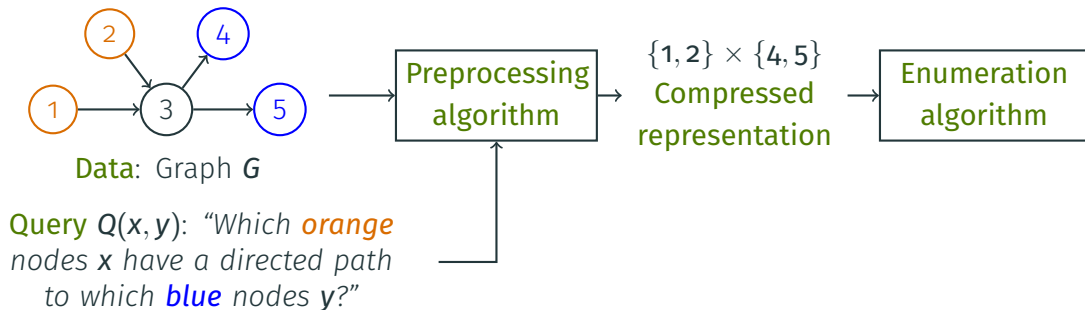 1
2
3
4
5
Data: Graph G
Query Q(x, y): “Which orange
nodes x have a directed path
to which blue nodes y?”
Preprocessing
algorithm
{1, 2} × {4, 5}
Compressed
representation
Enumeration
algorithm